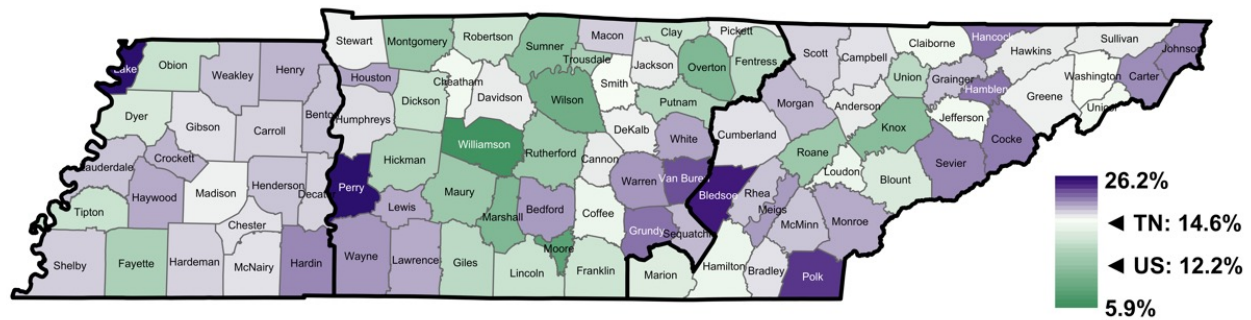 Lake
Obion
Weakley
Henry
Stewart
Montgomery
Robertson
Sumner
Macon
Clay
Pickett
Trousdale
Houston
Cheatham
Smith
Jackson
Overton
Fentress
Scott
Campbell
Claiborne
Hancock
Hawkins
Sullivan
Johnson
Dyer
Gibson
Carroll
Benton
Humphreys
Dickson
Davidson
Wilson
Putnam
Morgan
Anderson
Union
Grainger
Hamblen
Greene
Washington
Carter
Unicoi
Lauderdale
Crockett
Haywood
Madison
Henderson
Decatur
Perry
Hickman
Williamson
Rutherford
Cannon
DeKalb
White
Cumberland
Roane
Knox
Jefferson
Cocke
Sevier
Tipton
Chester
Lewis
Maury
Marshall
Bedford
Coffee
Warren
Van Buren
Bledsoe
Rhea
Meigs
Loudon
Blount
Monroe
McMinn
Grundy
Sequatchie
Moore
Shelby
Fayette
Hardeman
McNairy
Hardin
Wayne
Lawrence
Giles
Lincoln
Franklin
Marion
Hamilton
Bradley
Polk
26.2%
◄ TN: 14.6%
◄ US: 12.2%
5.9%